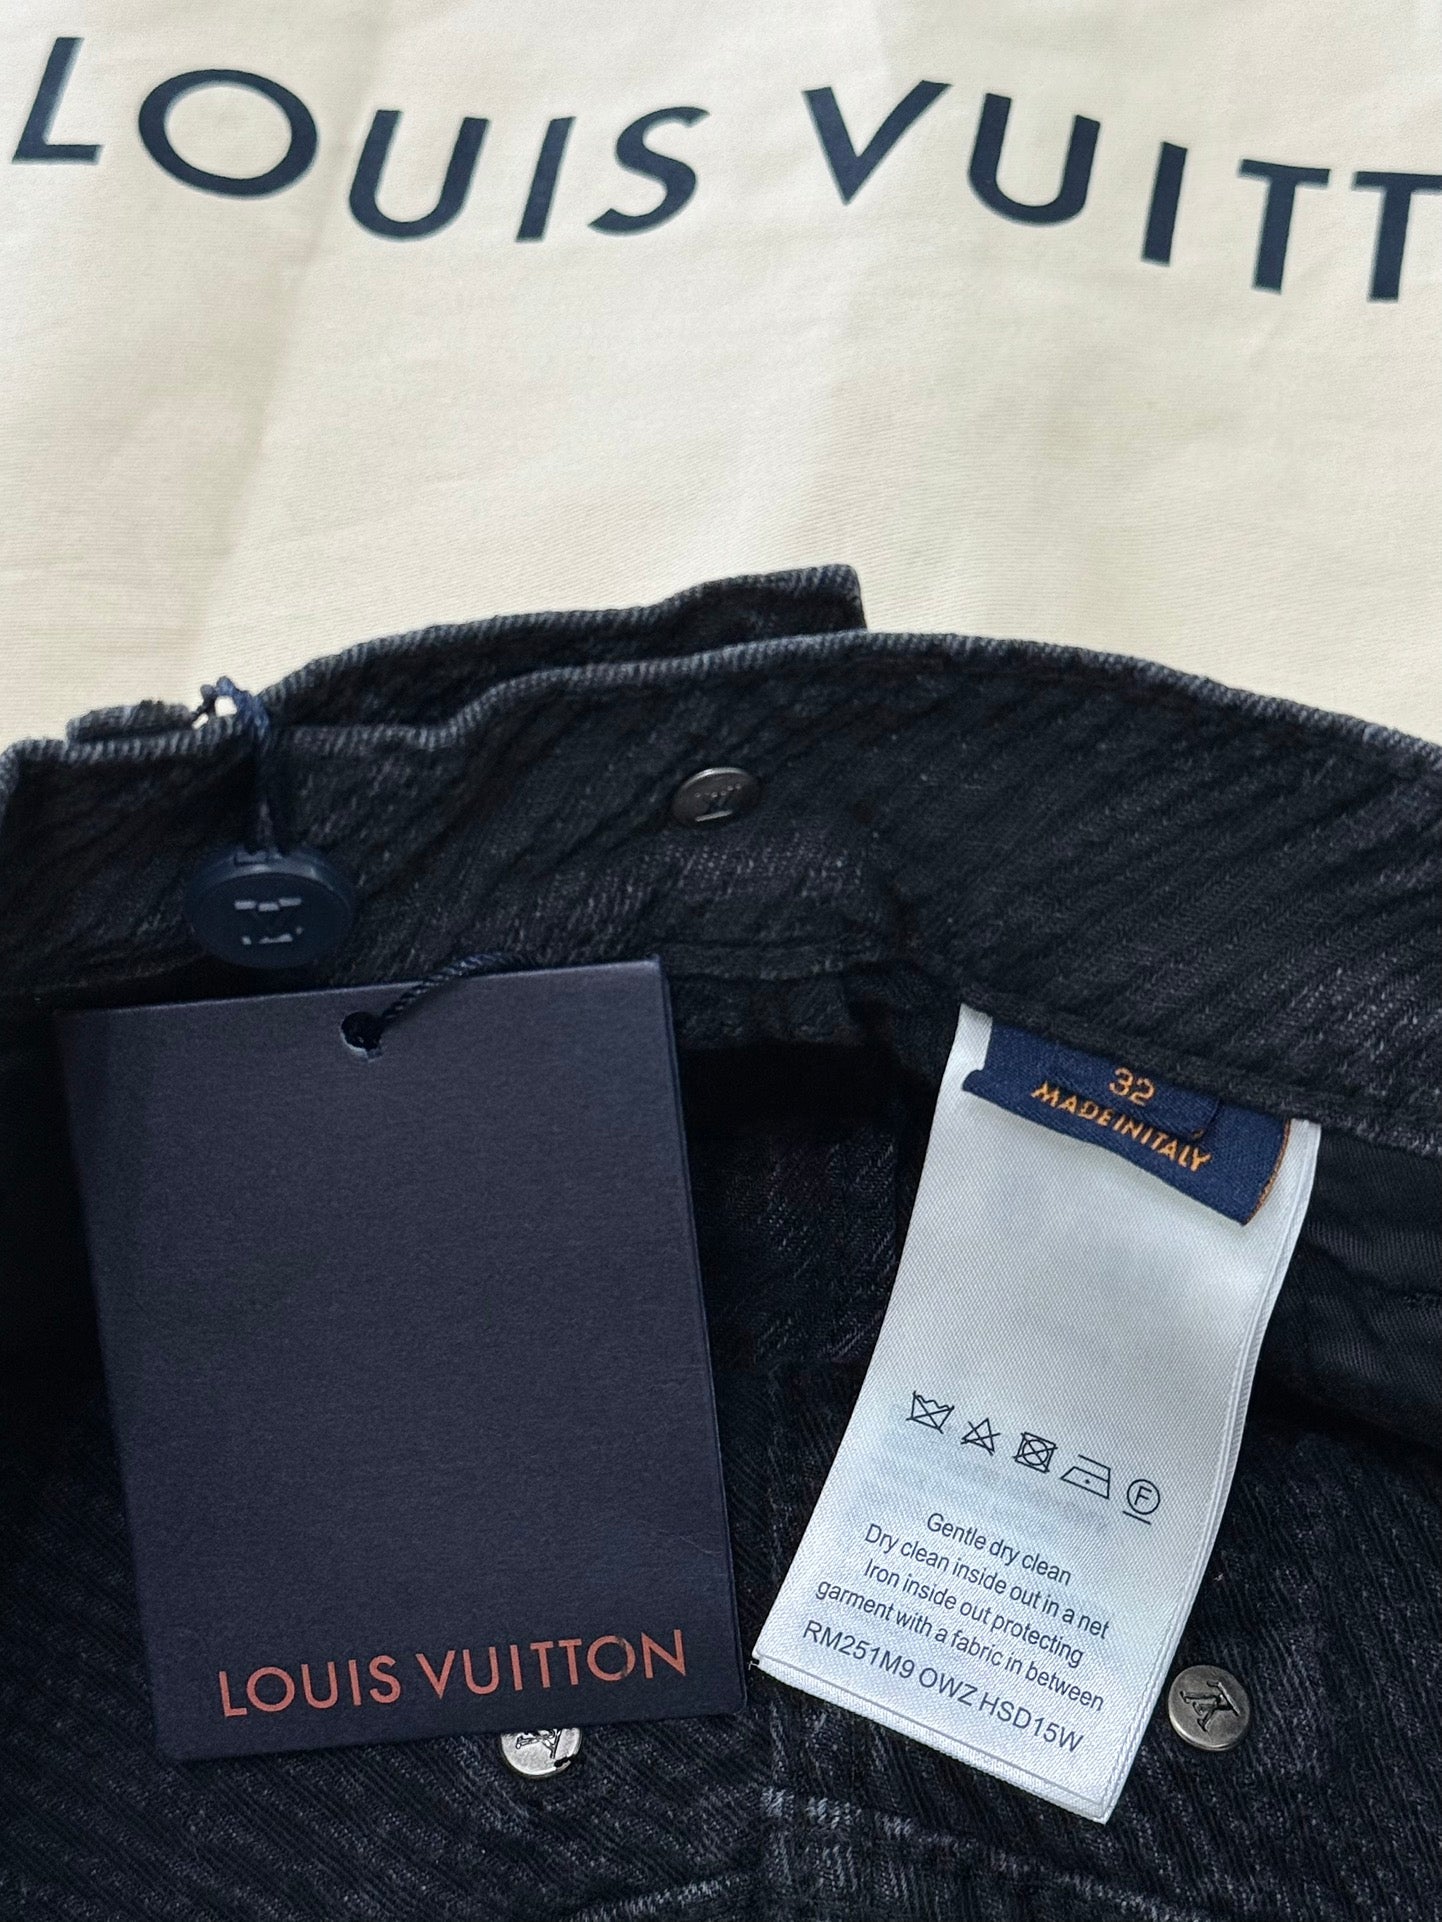 LOUIS VUITT
32
MADE IN ITALY
F
Gentle dry clean
Dry clean inside out in a net
Iron inside out protecting
garment with a fabric in between
RM251M9 OWZ HSD15W
LOUIS VUITTON